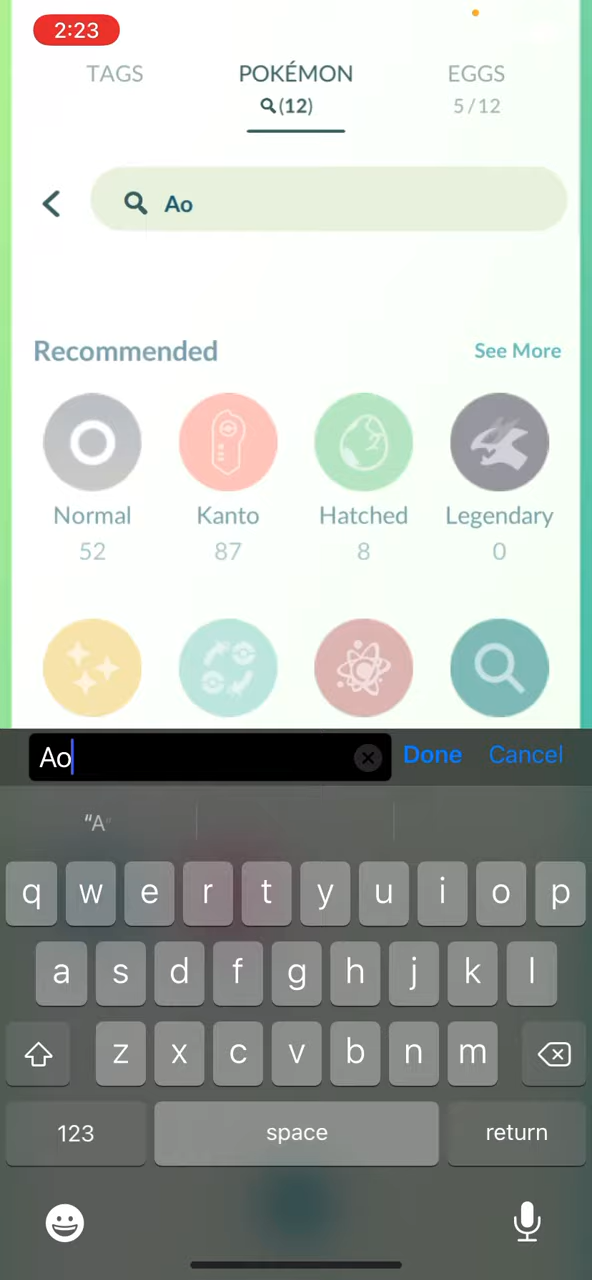 2:23
TAGS POKÉMON EGGS
(12) 5/12
Ao
Recommended See More
Normal Kanto Hatched Legendary
52 87 8 0
Ao Done Cancel
“A”
q w e r t y u i o p
a s d f g h j k l
z x c v b n m
123 space return